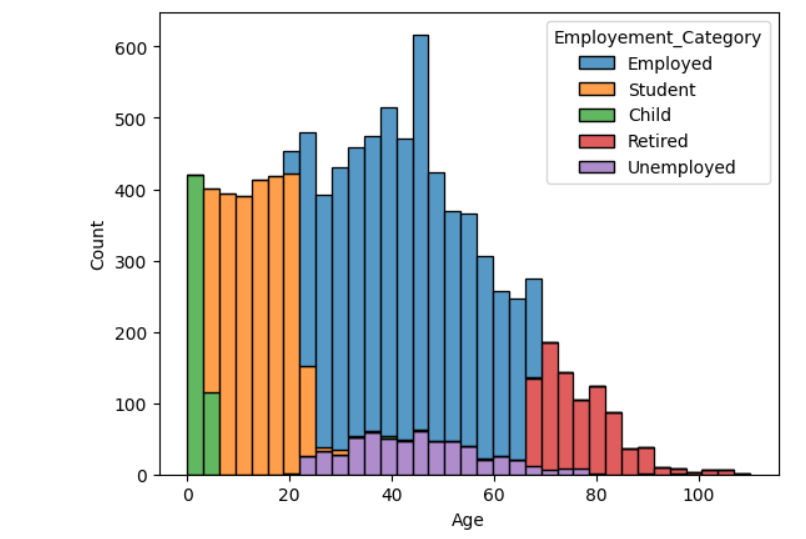 Employement_Category
Employed
Student
Child
Retired
Unemployed
600
500
400
300
200
100
0
Count
0 20 40 60 80 100
Age